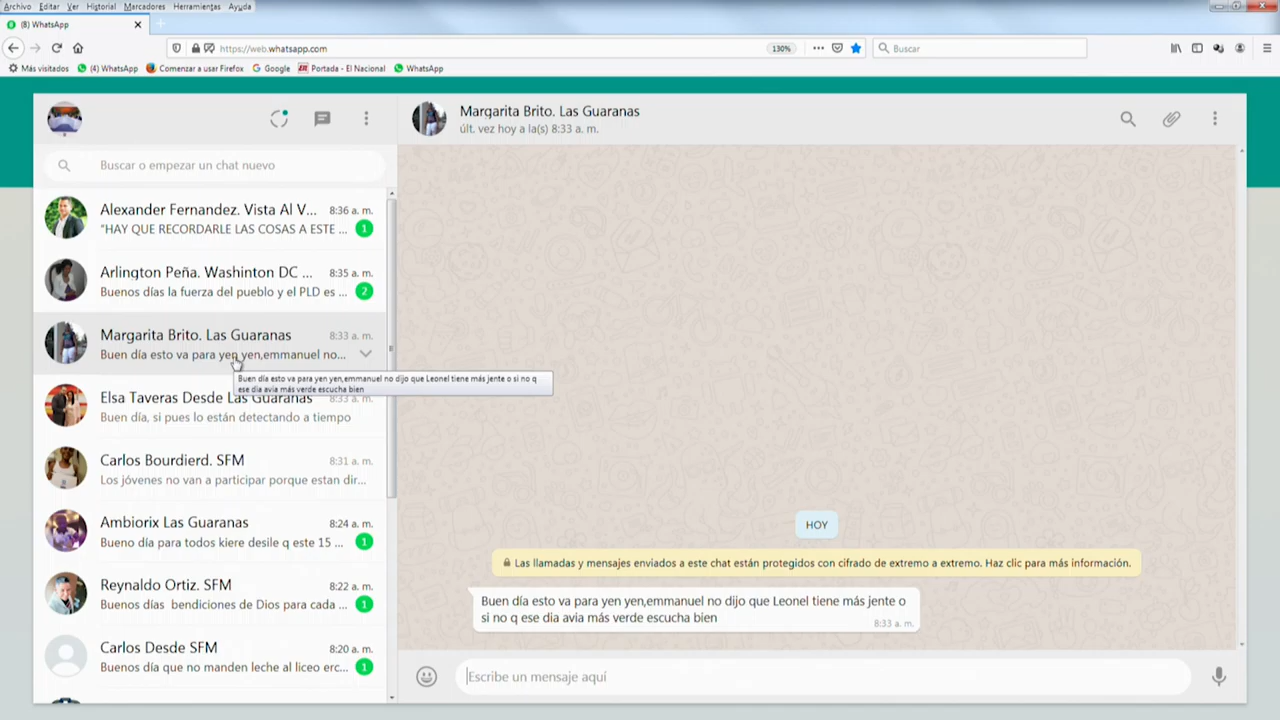 Archivo Editar Ver Historial Marcadores Herramientas Ayuda
(8) WhatsApp
https://web.whatsapp.com
130%
Buscar
Más visitados
(4) WhatsApp
Comenzar a usar Firefox
Google
Portada - El Nacional
WhatsApp
Margarita Brito. Las Guaranas
últ. vez hoy a la(s) 8:33 a. m.
Buscar o empezar un chat nuevo
Alexander Fernandez. Vista Al V... 8:36 a. m.
"HAY QUE RECORDARLE LAS COSAS A ESTE ... 1
Arlington Peña. Washinton DC ... 8:35 a. m.
Buenos días la fuerza del pueblo y el PLD es ... 2
Margarita Brito. Las Guaranas 8:33 a. m.
Buen día esto va para yen yen,emmanuel no...
Buen día esto va para yen yen,emmanuel no dijo que Leonel tiene más jente o si no q
ese dia avia más verde escucha bien
Elsa Taveras Desde Las Guaranas 8:33 a. m.
Buen día, si pues lo están detectando a tiempo
Carlos Bourdierd. SFM 8:31 a. m.
Los jóvenes no van a participar porque estan dir...
Ambiorix Las Guaranas 8:24 a. m.
Bueno día para todos kiere desile q este 15 ... 1
Reynaldo Ortiz. SFM 8:22 a. m.
Buenos días bendiciones de Dios para cada ... 1
Carlos Desde SFM 8:20 a. m.
Buenos día que no manden leche al liceo erc... 1
HOY
Las llamadas y mensajes enviados a este chat están protegidos con cifrado de extremo a extremo. Haz clic para más información.
Buen día esto va para yen yen,emmanuel no dijo que Leonel tiene más jente o
si no q ese dia avia más verde escucha bien
8:33 a. m.
Escribe un mensaje aquí